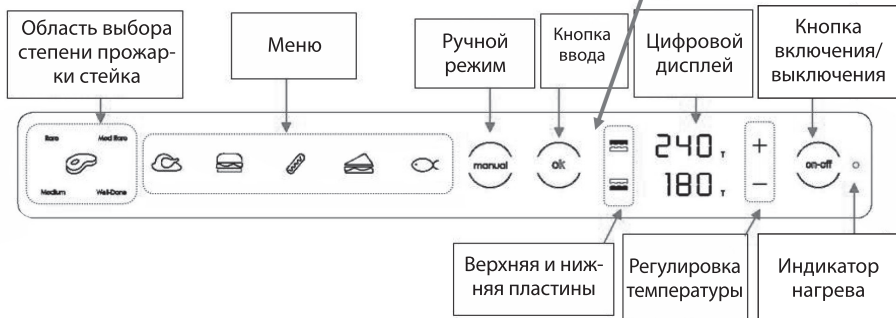 Область выбора
степени прожар-
ки стейка
Меню
Ручной
режим
Кнопка
ввода
Цифровой
дисплей
Кнопка
включения/
выключения
Rare
Med Rare
Medium
Well-Done
manual
ok
240 т
180 т
+
−
on-off
Верхняя и ниж-
няя пластины
Регулировка
температуры
Индикатор
нагрева